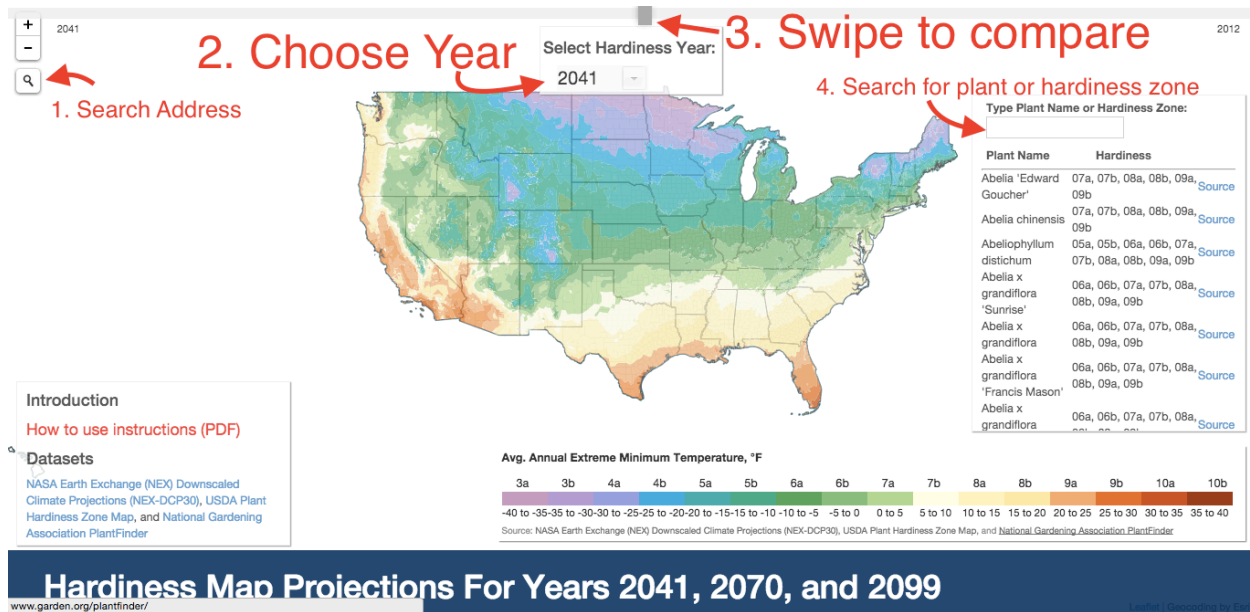 +
−
2041
2012
1. Search Address
2. Choose Year
Select Hardiness Year:
2041
3. Swipe to compare
4. Search for plant or hardiness zone
Type Plant Name or Hardiness Zone:
Plant Name Hardiness
Abelia 'Edward Goucher' 07a, 07b, 08a, 08b, 09a, 09b Source
Abelia chinensis 07a, 07b, 08a, 08b, 09a, 09b Source
Abeliophyllum distichum 05a, 05b, 06a, 06b, 07a, 07b, 08a, 08b, 09a, 09b Source
Abelia x grandiflora 'Sunrise' 06a, 06b, 07a, 07b, 08a, 08b, 09a, 09b Source
Abelia x grandiflora 06a, 06b, 07a, 07b, 08a, 08b, 09a, 09b Source
Abelia x grandiflora 'Francis Mason' 06a, 06b, 07a, 07b, 08a, 08b, 09a, 09b Source
Abelia x grandiflora 06a, 06b, 07a, 07b, 08a, Source
Introduction
How to use instructions (PDF)
Datasets
NASA Earth Exchange (NEX) Downscaled
Climate Projections (NEX-DCP30), USDA Plant
Hardiness Zone Map, and National Gardening
Association PlantFinder
Avg. Annual Extreme Minimum Temperature, °F
3a 3b 4a 4b 5a 5b 6a 6b 7a 7b 8a 8b 9a 9b 10a 10b
-40 to -35 -35 to -30 -30 to -25 -25 to -20 -20 to -15 -15 to -10 -10 to -5 -5 to 0 0 to 5 5 to 10 10 to 15 15 to 20 20 to 25 25 to 30 30 to 35 35 to 40
Source: NASA Earth Exchange (NEX) Downscaled Climate Projections (NEX-DCP30), USDA Plant Hardiness Zone Map, and National Gardening Association PlantFinder
Hardiness Map Projections For Years 2041, 2070, and 2099
www.garden.org/plantfinder/
Leaflet | Geocoding by